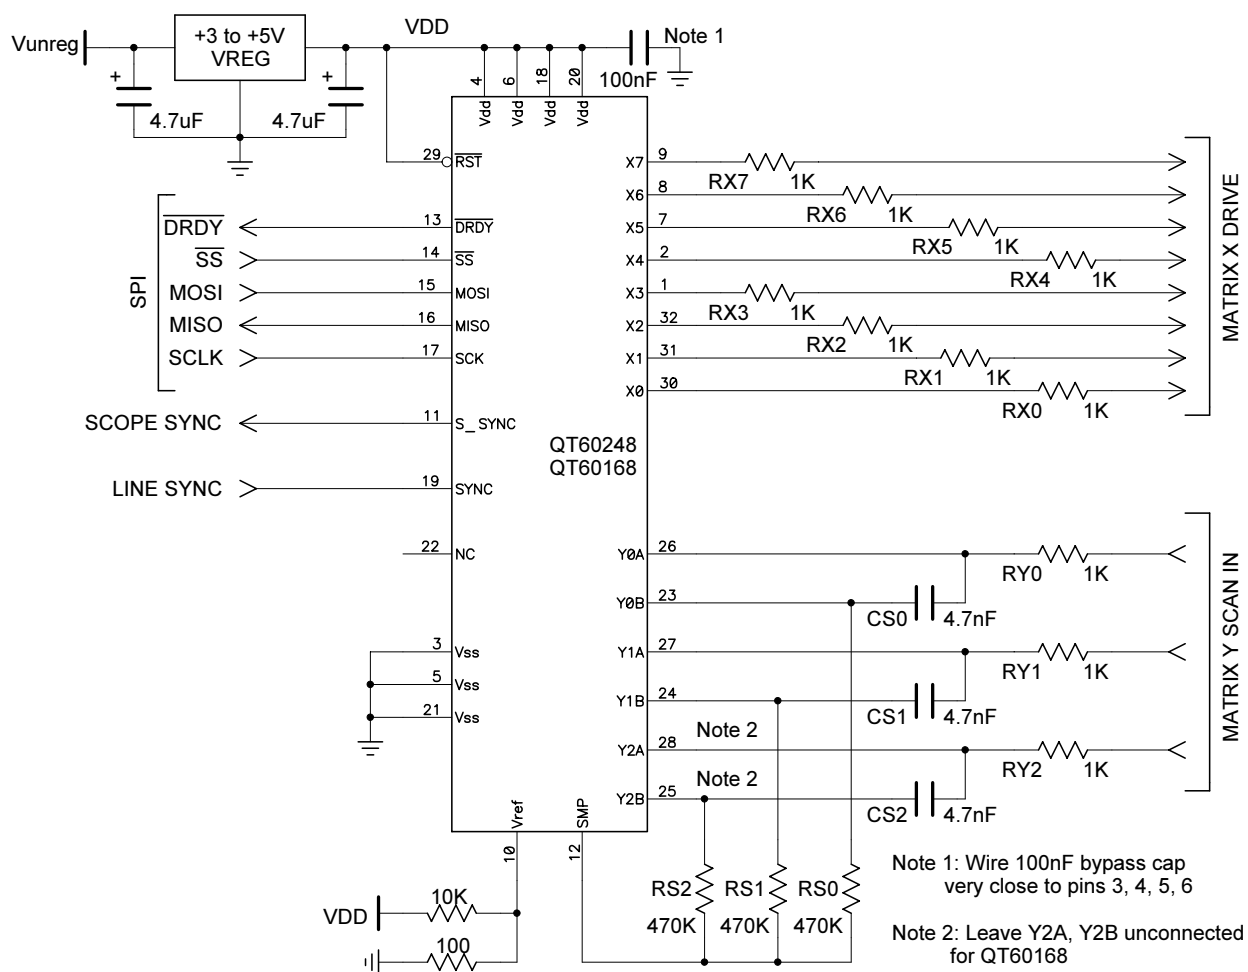 Vunreg
+3 to +5V
VREG
VDD
Note 1
+
4.7uF
+
4.7uF
100nF
4
6
18
20
Vdd
Vdd
Vdd
Vdd
29
RST
SPI
DRDY
13
DRDY
SS
14
SS
MOSI
15
MOSI
MISO
16
MISO
SCLK
17
SCK
SCOPE SYNC
11
S_SYNC
LINE SYNC
19
SYNC
22
NC
3
Vss
5
Vss
21
Vss
QT60248
QT60168
X7
9
RX7
1K
X6
8
RX6
1K
X5
7
RX5
1K
X4
2
RX4
1K
X3
1
RX3
1K
X2
32
RX2
1K
X1
31
RX1
1K
X0
30
RX0
1K
MATRIX X DRIVE
Y0A
26
RY0
1K
Y0B
23
CS0
4.7nF
Y1A
27
RY1
1K
Y1B
24
CS1
4.7nF
Note 2
Y2A
28
RY2
1K
Note 2
Y2B
25
CS2
4.7nF
MATRIX Y SCAN IN
Vref
SMP
10
12
VDD
10K
100
RS2
470K
RS1
470K
RS0
470K
Note 1: Wire 100nF bypass cap
very close to pins 3, 4, 5, 6
Note 2: Leave Y2A, Y2B unconnected
for QT60168